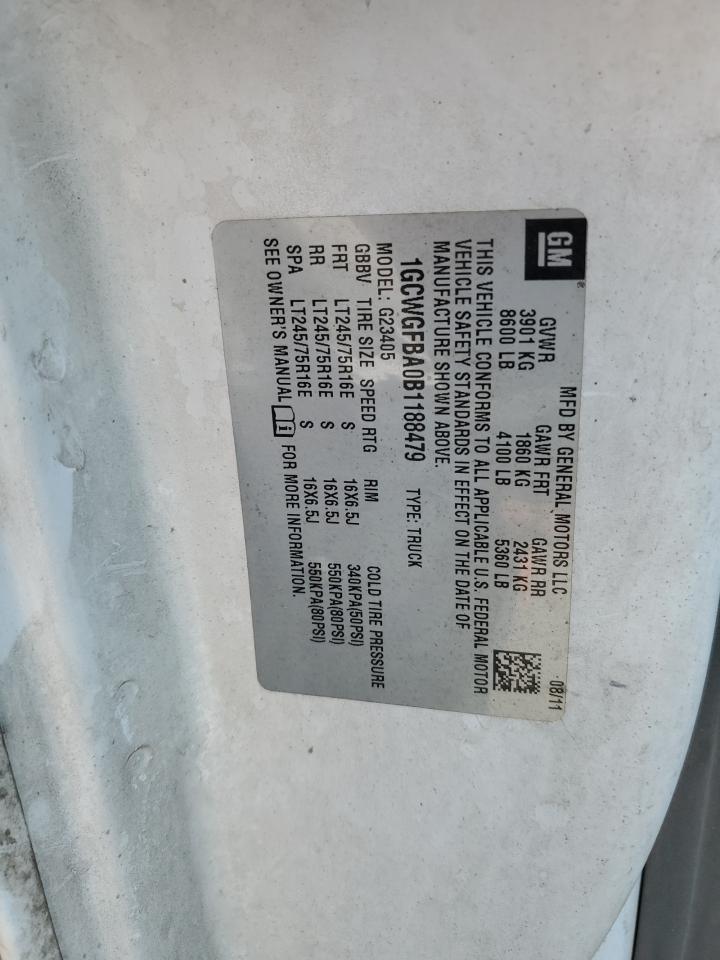 GM®
MFD BY GENERAL MOTORS LLC 08/11
GVWR GAWR FRT GAWR RR
3901 KG 1860 KG 2431 KG
8600 LB 4100 LB 5360 LB
THIS VEHICLE CONFORMS TO ALL APPLICABLE U.S. FEDERAL MOTOR
VEHICLE SAFETY STANDARDS IN EFFECT ON THE DATE OF
MANUFACTURE SHOWN ABOVE.
1GCWGFBA0B1188479 TYPE: TRUCK
MODEL: G23405
GBBV TIRE SIZE SPEED RTG RIM COLD TIRE PRESSURE
FRT LT245/75R16E S 16X6.5J 340KPA(50PSI)
RR LT245/75R16E S 16X6.5J 550KPA(80PSI)
SPA LT245/75R16E S 16X6.5J 550KPA(80PSI)
SEE OWNER'S MANUAL i FOR MORE INFORMATION.